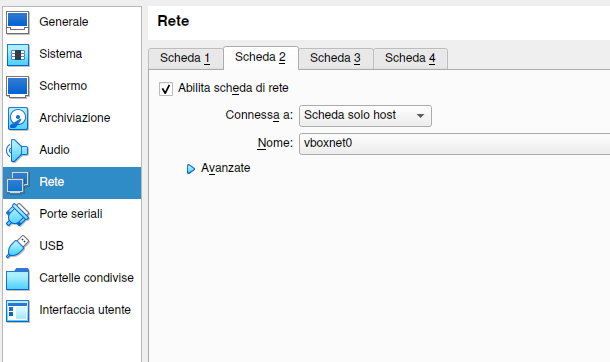 Generale
Sistema
Schermo
Archiviazione
Audio
Rete
Porte seriali
USB
Cartelle condivise
Interfaccia utente
Rete
Scheda 1 Scheda 2 Scheda 3 Scheda 4
Abilita scheda di rete
Connessa a: Scheda solo host
Nome: vboxnet0
Avanzate